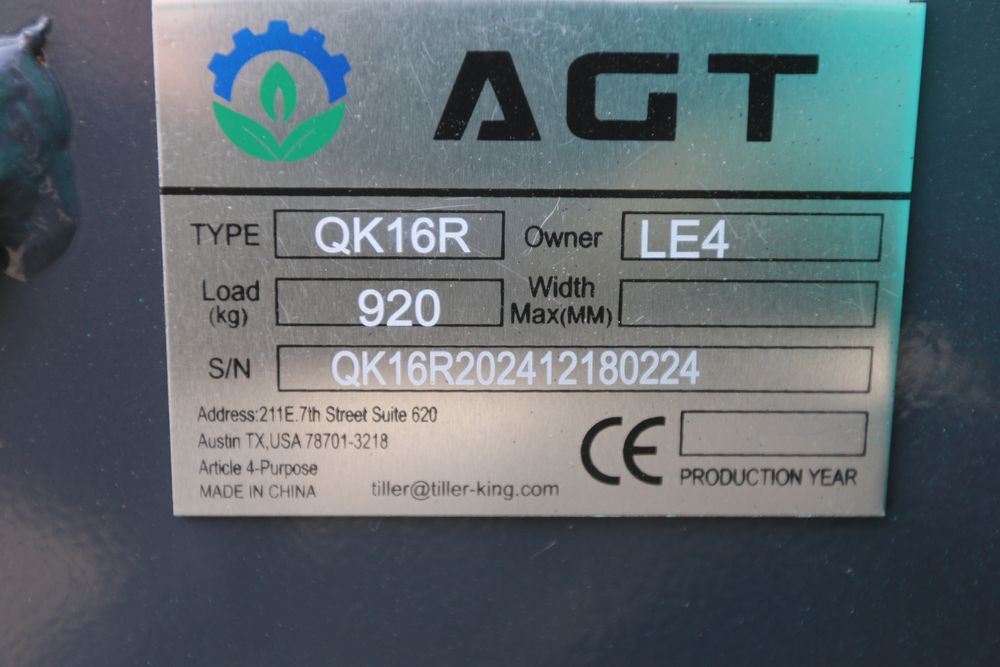 AGT
TYPE QK16R Owner LE4
Load (kg) 920 Width Max(MM)
S/N QK16R202412180224
Address:211E.7th Street Suite 620
Austin TX,USA 78701-3218
Article 4-Purpose
MADE IN CHINA tiller@tiller-king.com
CE PRODUCTION YEAR